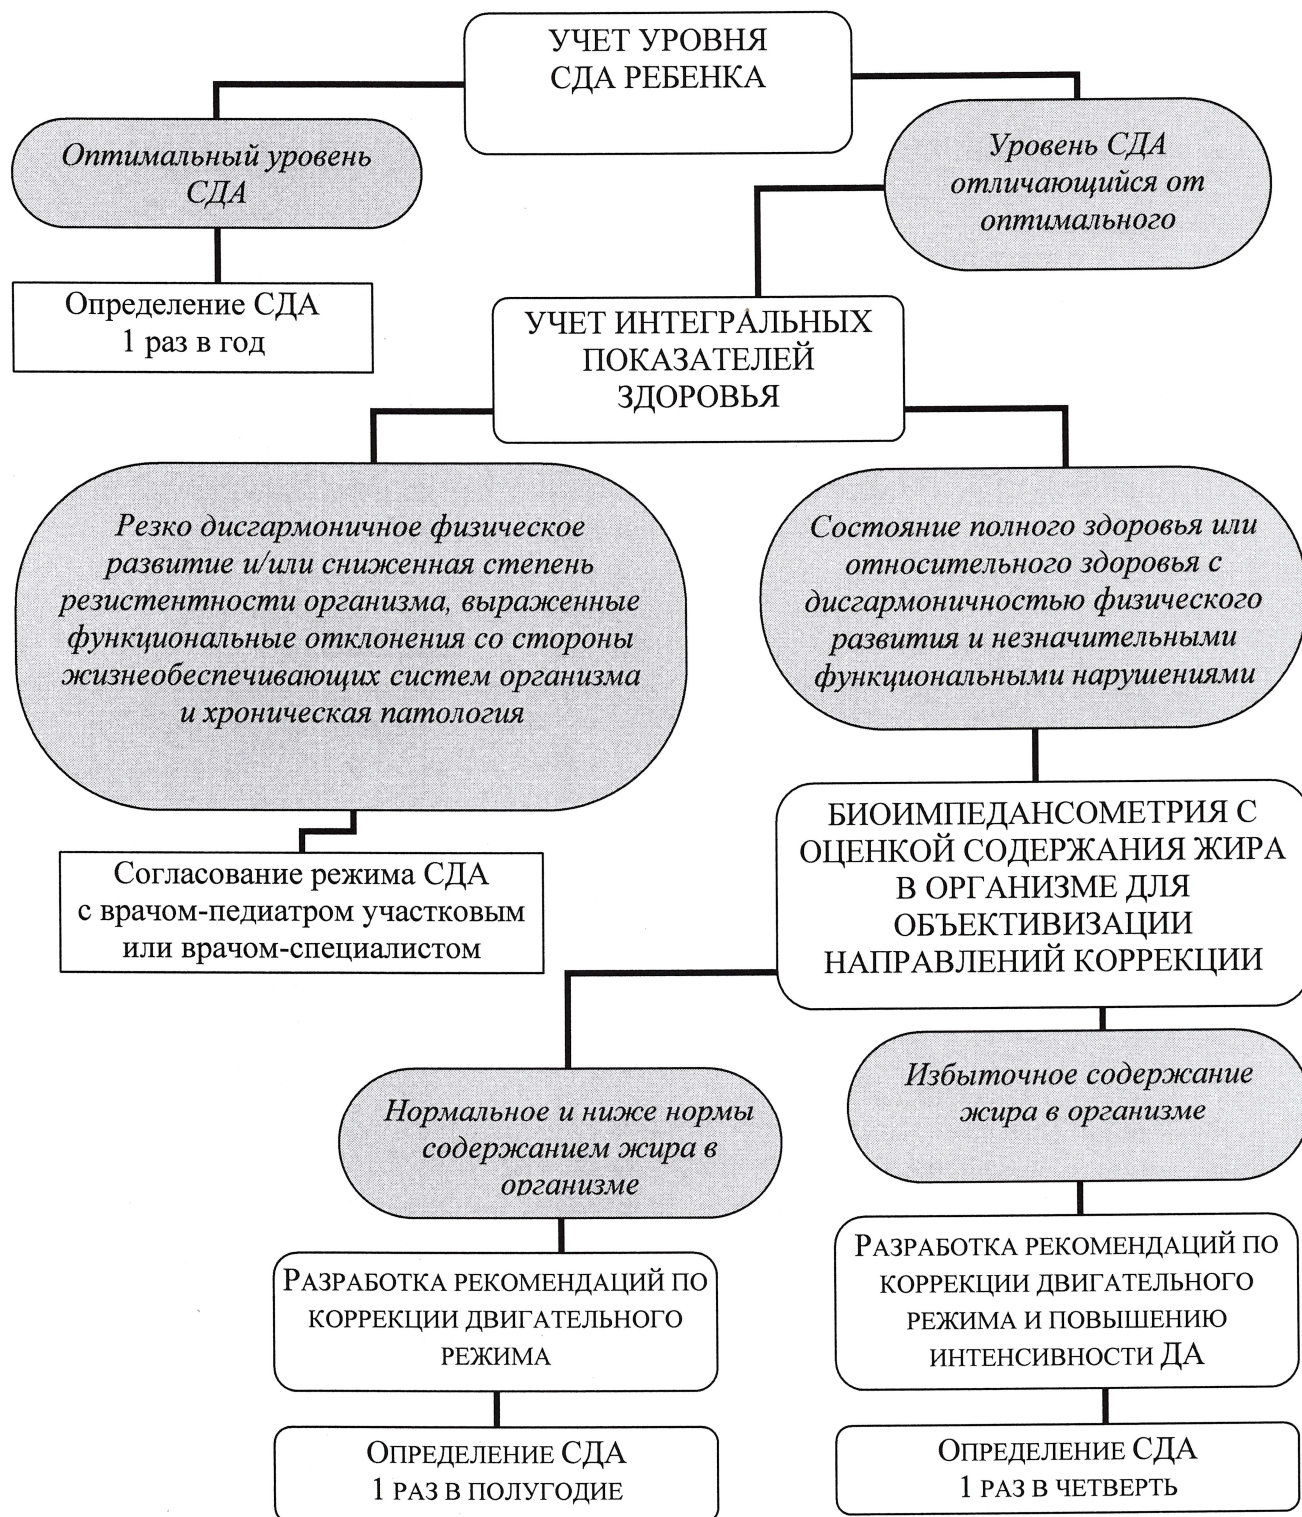 УЧЕТ УРОВНЯ
СДА РЕБЕНКА
Оптимальный уровень
СДА
Уровень СДА
отличающийся от
оптимального
Определение СДА
1 раз в год
УЧЕТ ИНТЕГРАЛЬНЫХ
ПОКАЗАТЕЛЕЙ
ЗДОРОВЬЯ
Резко дисгармоничное физическое
развитие и/или сниженная степень
резистентности организма, выраженные
функциональные отклонения со стороны
жизнеобеспечивающих систем организма
и хроническая патология
Состояние полного здоровья или
относительного здоровья с
дисгармоничностью физического
развития и незначительными
функциональными нарушениями
Согласование режима СДА
с врачом-педиатром участковым
или врачом-специалистом
БИОИМПЕДАНСОМЕТРИЯ С
ОЦЕНКОЙ СОДЕРЖАНИЯ ЖИРА
В ОРГАНИЗМЕ ДЛЯ
ОБЪЕКТИВИЗАЦИИ
НАПРАВЛЕНИЙ КОРРЕКЦИИ
Нормальное и ниже нормы
содержанием жира в
организме
Избыточное содержание
жира в организме
РАЗРАБОТКА РЕКОМЕНДАЦИЙ ПО
КОРРЕКЦИИ ДВИГАТЕЛЬНОГО
РЕЖИМА
РАЗРАБОТКА РЕКОМЕНДАЦИЙ ПО
КОРРЕКЦИИ ДВИГАТЕЛЬНОГО
РЕЖИМА И ПОВЫШЕНИЮ
ИНТЕНСИВНОСТИ ДА
ОПРЕДЕЛЕНИЕ СДА
1 РАЗ В ПОЛУГОДИЕ
ОПРЕДЕЛЕНИЕ СДА
1 РАЗ В ЧЕТВЕРТЬ